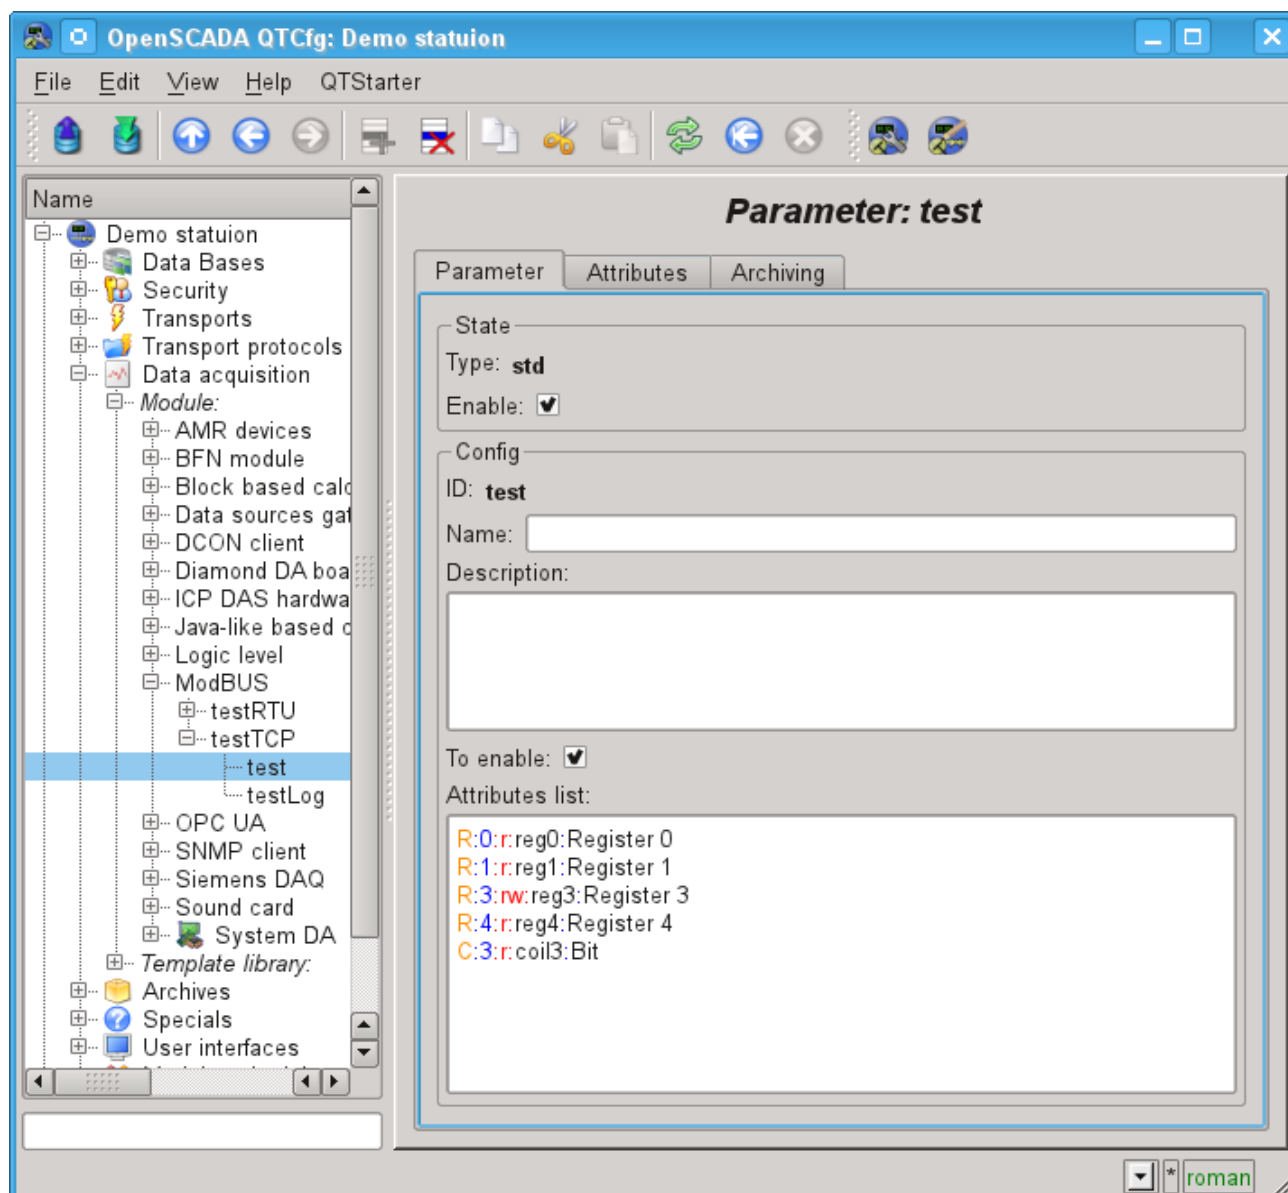 OpenSCADA QTCfg: Demo statuion
File Edit View Help QTStarter
Name
Demo statuion
Data Bases
Security
Transports
Transport protocols
Data acquisition
Module:
AMR devices
BFN module
Block based calc
Data sources gat
DCON client
Diamond DA boa
ICP DAS hardwa
Java-like based c
Logic level
ModBUS
testRTU
testTCP
test
testLog
OPC UA
SNMP client
Siemens DAQ
Sound card
System DA
Template library:
Archives
Specials
User interfaces
Parameter: test
Parameter Attributes Archiving
State
Type: std
Enable:
Config
ID: test
Name:
Description:
To enable:
Attributes list:
R:0:r:reg0:Register 0
R:1:r:reg1:Register 1
R:3:rw:reg3:Register 3
R:4:r:reg4:Register 4
C:3:r:coil3:Bit
* roman